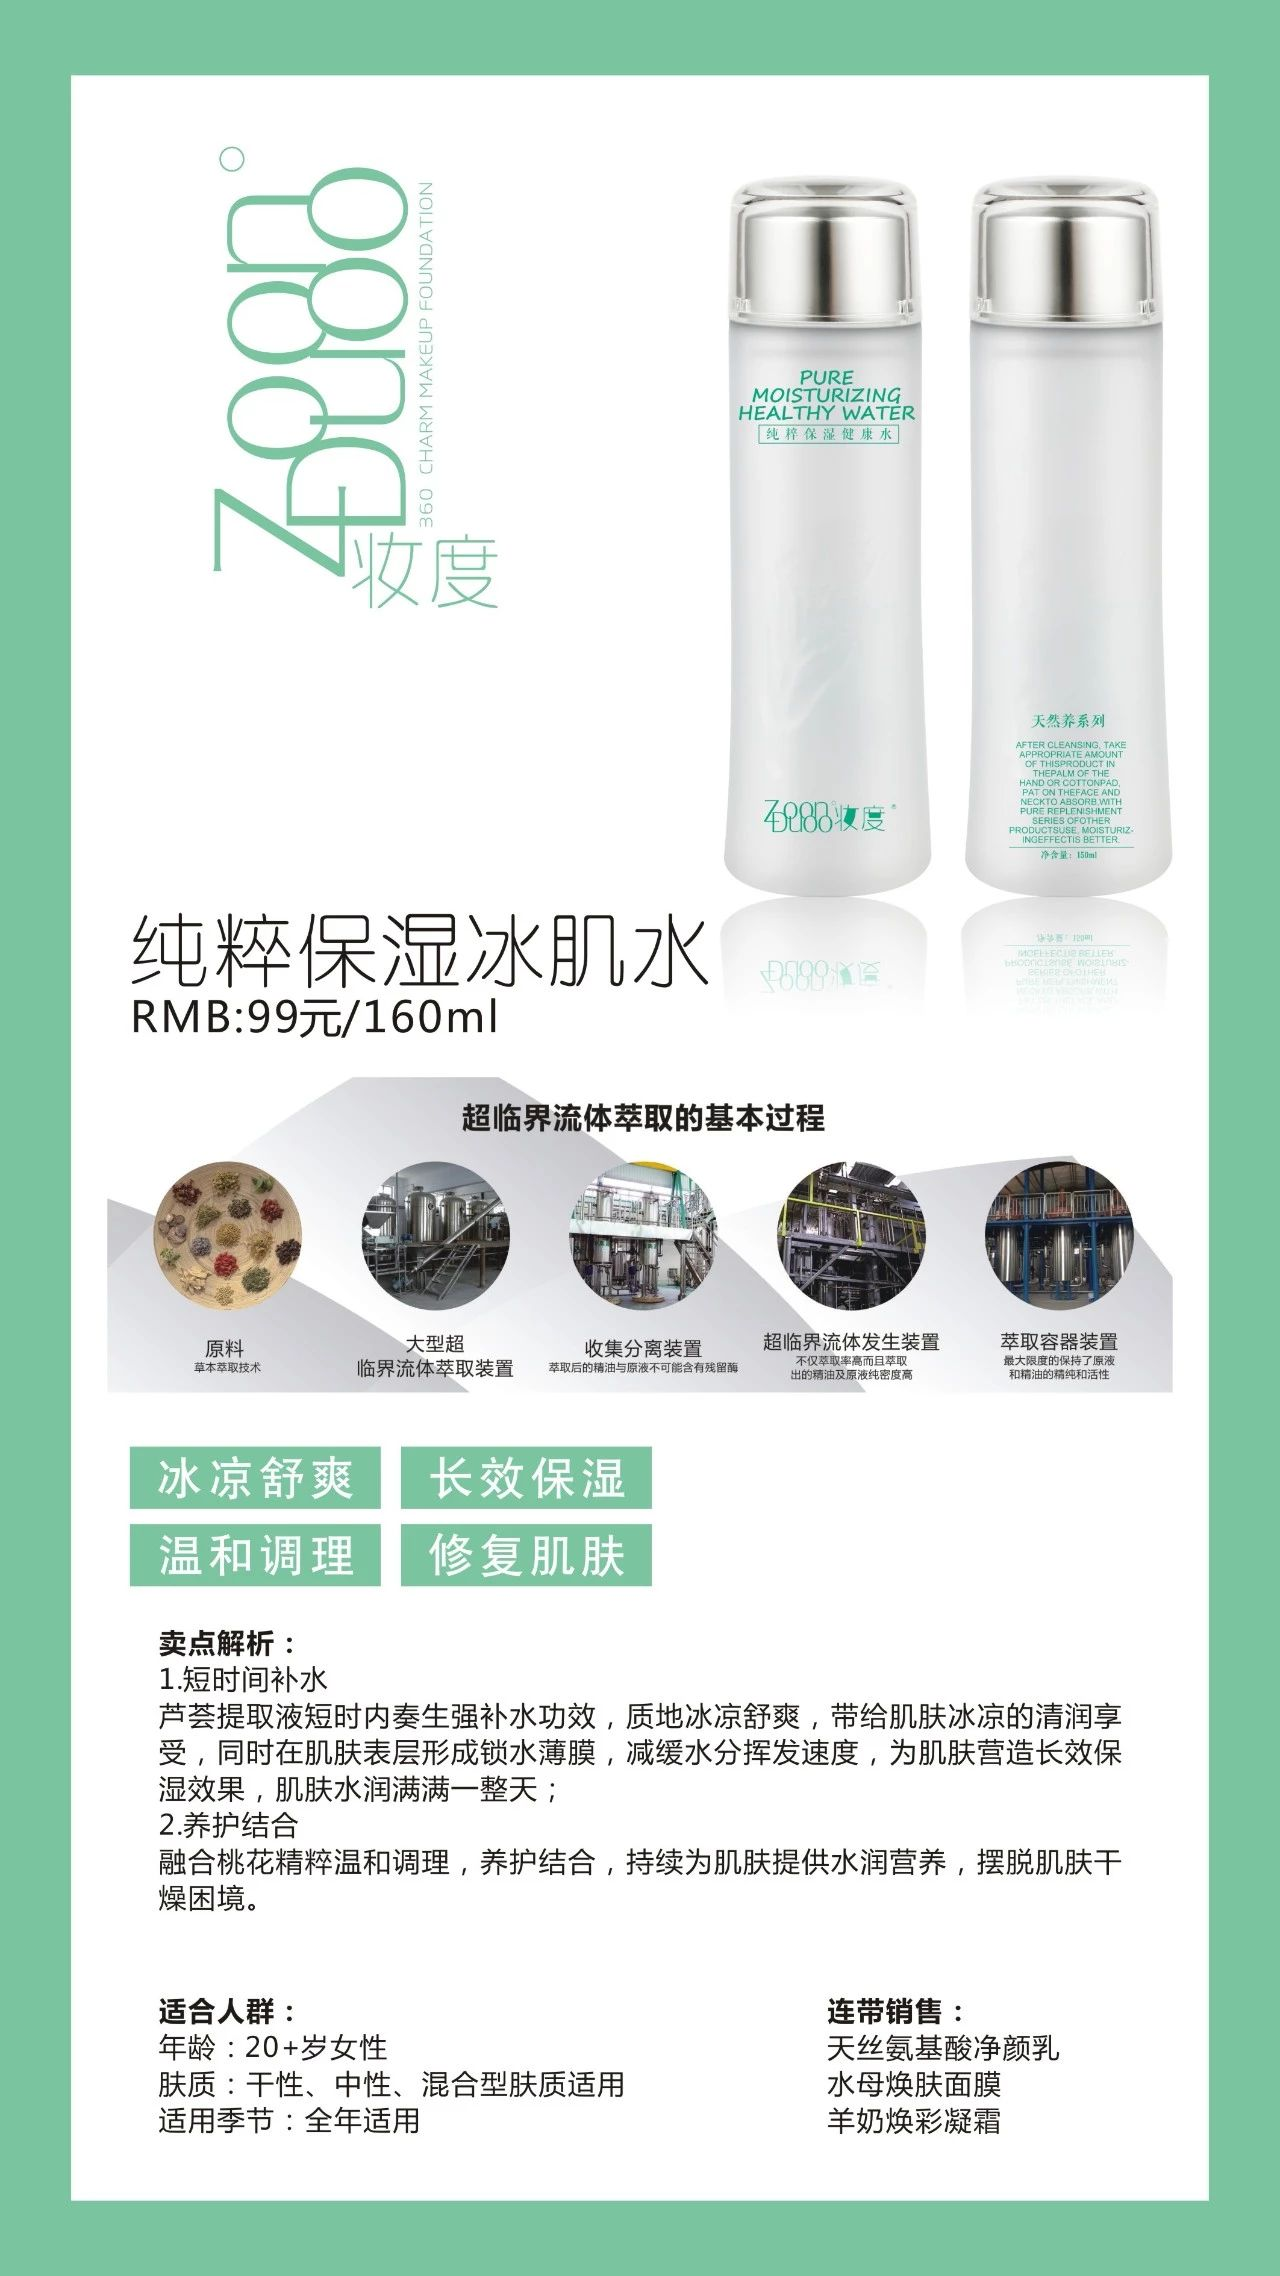 Zoon°
Duoo
360 CHARM MAKEUP FOUNDATION
妆度
PURE
MOISTURIZING
HEALTHY WATER
纯粹保湿健康水
Zoon°
Duoo
妆度®
天然养系列
AFTER CLEANSING, TAKE
APPROPRIATE AMOUNT
OF THISPRODUCT IN
THEPALM OF THE
HAND OR COTTONPAD,
PAT ON THEFACE AND
NECKTO ABSORB,WITH
PURE REPLENISHMENT
SERIES OFOTHER
PRODUCTSUSE, MOISTURIZ-
INGEFFECTIS BETTER.
净含量：150ml
纯粹保湿冰肌水
RMB:99元/160ml
超临界流体萃取的基本过程
原料
草本萃取技术
大型超
临界流体萃取装置
收集分离装置
萃取后的精油与原液不可能含有残留酶
超临界流体发生装置
不仅萃取率高而且萃取
出的精油及原液纯密度高
萃取容器装置
最大限度的保持了原液
和精油的精纯和活性
冰凉舒爽
长效保湿
温和调理
修复肌肤
卖点解析：
1.短时间补水
芦荟提取液短时内奏生强补水功效，质地冰凉舒爽，带给肌肤冰凉的清润享
受，同时在肌肤表层形成锁水薄膜，减缓水分挥发速度，为肌肤营造长效保
湿效果，肌肤水润满满一整天；
2.养护结合
融合桃花精粹温和调理，养护结合，持续为肌肤提供水润营养，摆脱肌肤干
燥困境。
适合人群：
年龄：20+岁女性
肤质：干性、中性、混合型肤质适用
适用季节：全年适用
连带销售：
天丝氨基酸净颜乳
水母焕肤面膜
羊奶焕彩凝霜